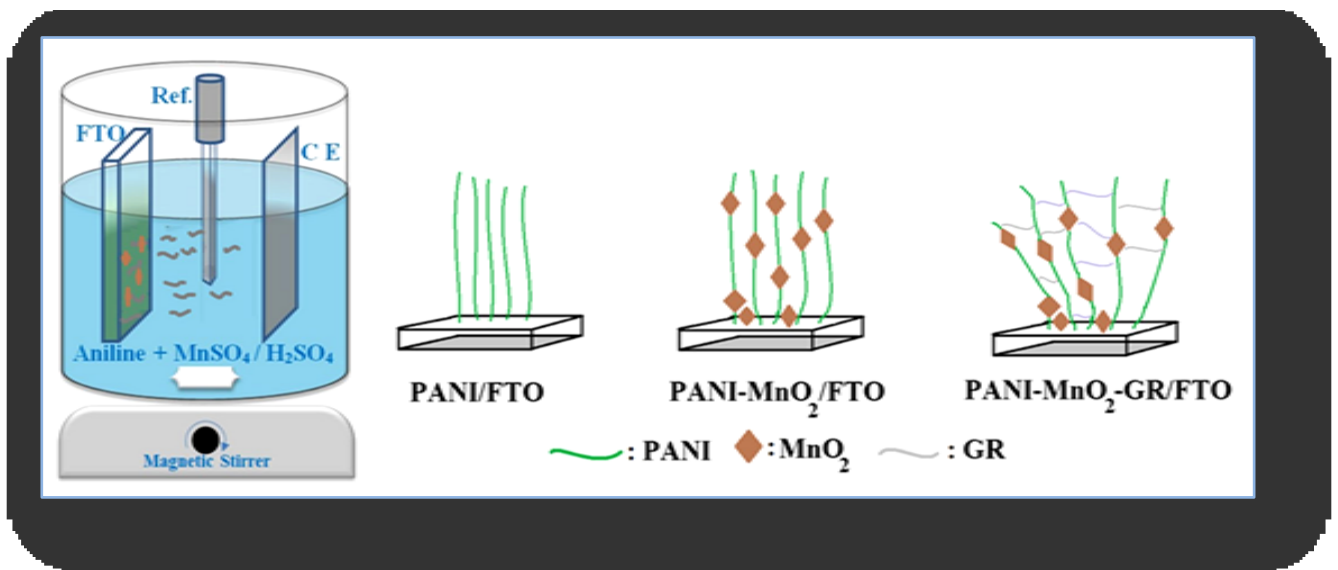 Ref.
FTO
C E
Aniline + MnSO₄ / H₂SO₄
Magnetic Stirrer
PANI/FTO
PANI-MnO₂/FTO
PANI-MnO₂-GR/FTO
: PANI
: MnO₂
: GR